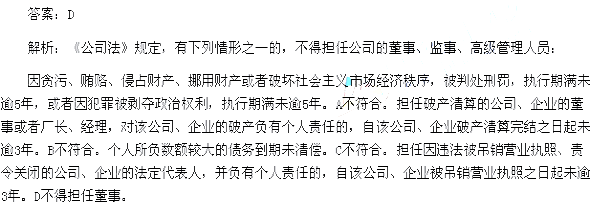 答案：D
解析：《公司法》规定，有下列情形之一的，不得担任公司的董事、监事、高级管理人员：
因贪污、贿赂、侵占财产、挪用财产或者破坏社会主义市场经济秩序，被判处刑罚，执行期满未
逾5年，或者因犯罪被剥夺政治权利，执行期满未逾5年。A不符合。担任破产清算的公司、企业的董
事或者厂长、经理，对该公司、企业的破产负有个人责任的，自该公司、企业破产清算完结之日起未
逾3年。B不符合。个人所负数额较大的债务到期未清偿。C不符合。担任因违法被吊销营业执照、责
令关闭的公司、企业的法定代表人，并负有个人责任的，自该公司、企业被吊销营业执照之日起未逾
3年。D不得担任董事。